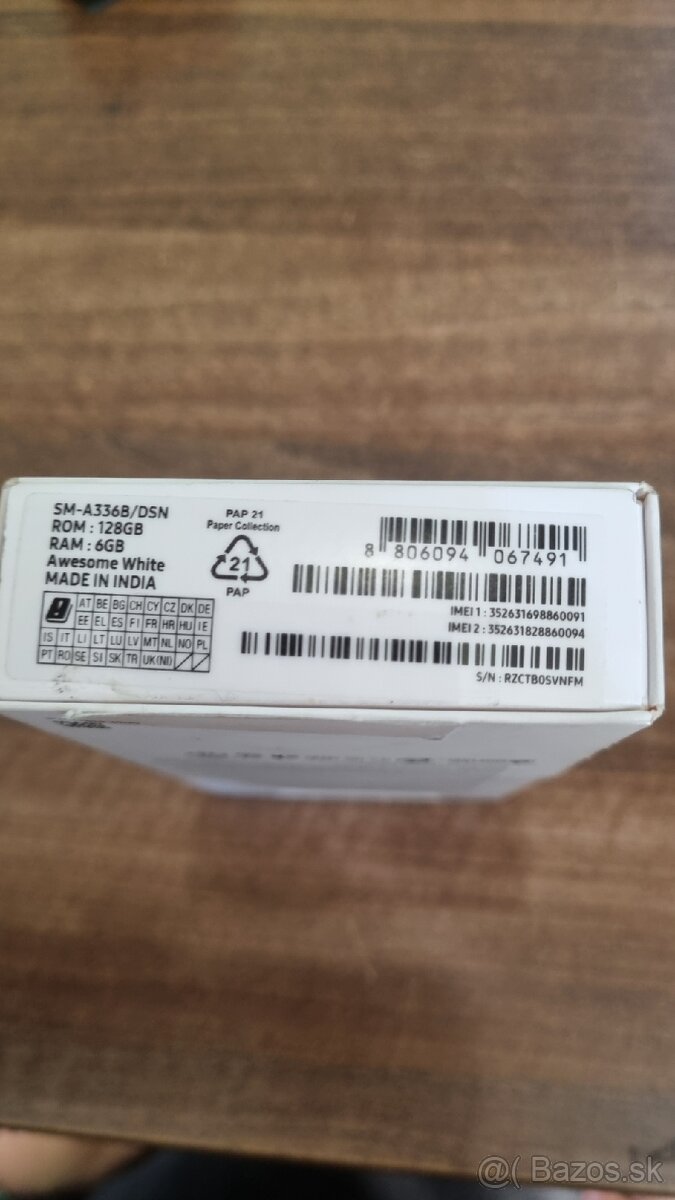 SM-A336B/DSN
ROM : 128GB
RAM : 6GB
Awesome White
MADE IN INDIA
AT BE BG CH CY CZ DK DE
EE EL ES FI FR HR HU IE
IS IT LI LT LU LV MT NL NO PL
PT RO SE SI SK TR UK(NI)
PAP 21
Paper Collection
21
PAP
8 806094 067491
IMEI 1 : 352631698860091
IMEI 2 : 352631828860094
S/N : RZCTB0SVNFM
@( Bazos.sk